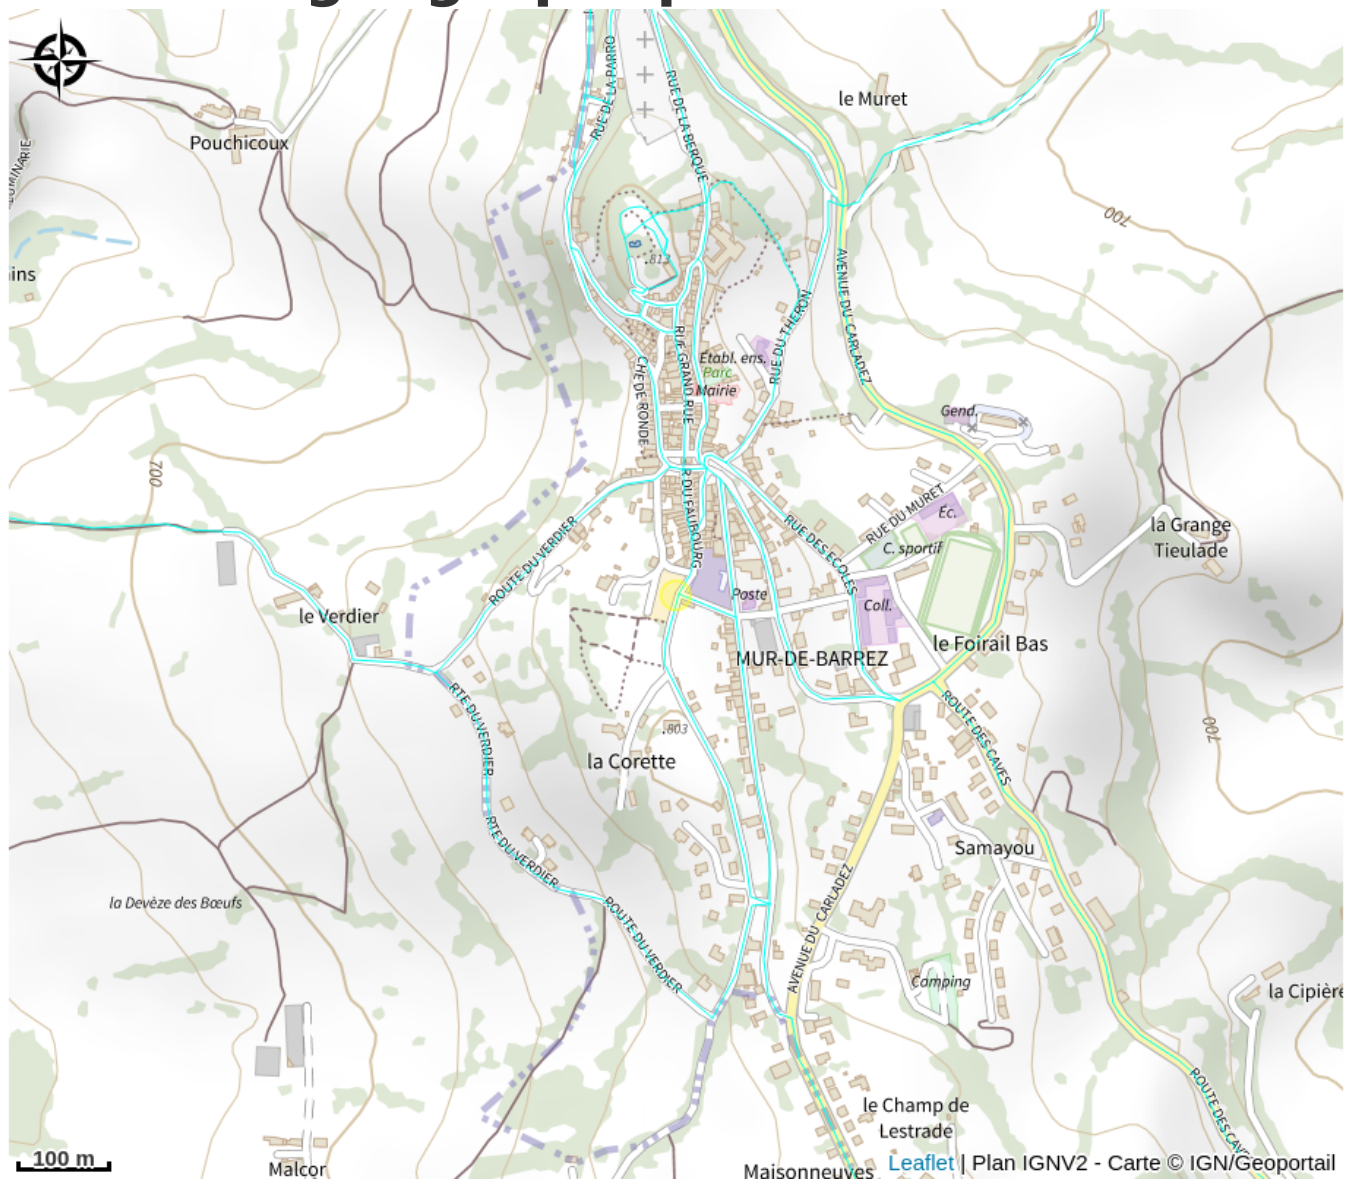 le Muret
Pouchicoux
RUE DE LA PARRO
RUE DE LA BERQUE
700
ains
.813
AVENUE DU CARLADEZ
RUE DU THERON
RUE GRAND RUE
CHE DE RONDE
Etabl. ens.
Parc
Mairie
Gend.
700
R DU FAUBOURG
RUE DU MURET
Éc.
RUE DES ECOLES
C. sportif
la Grange
Tieulade
ROUTE DU VERDIER
Poste
Coll.
le Verdier
le Foirail Bas
MUR-DE-BARREZ
RTE DU VERDIER
ROUTE DES CAVES
700
.803
la Corette
RTE DU VERDIER
Samayou
AVENUE DU CARLADEZ
la Devèze des Bœufs
ROUTE DU VERDIER
Camping
la Cipière
ROUTE DES CAVE
le Champ de
Lestrade
100 m
Malcor
Maisonneuves
Leaflet | Plan IGNV2 - Carte © IGN/Geoportail